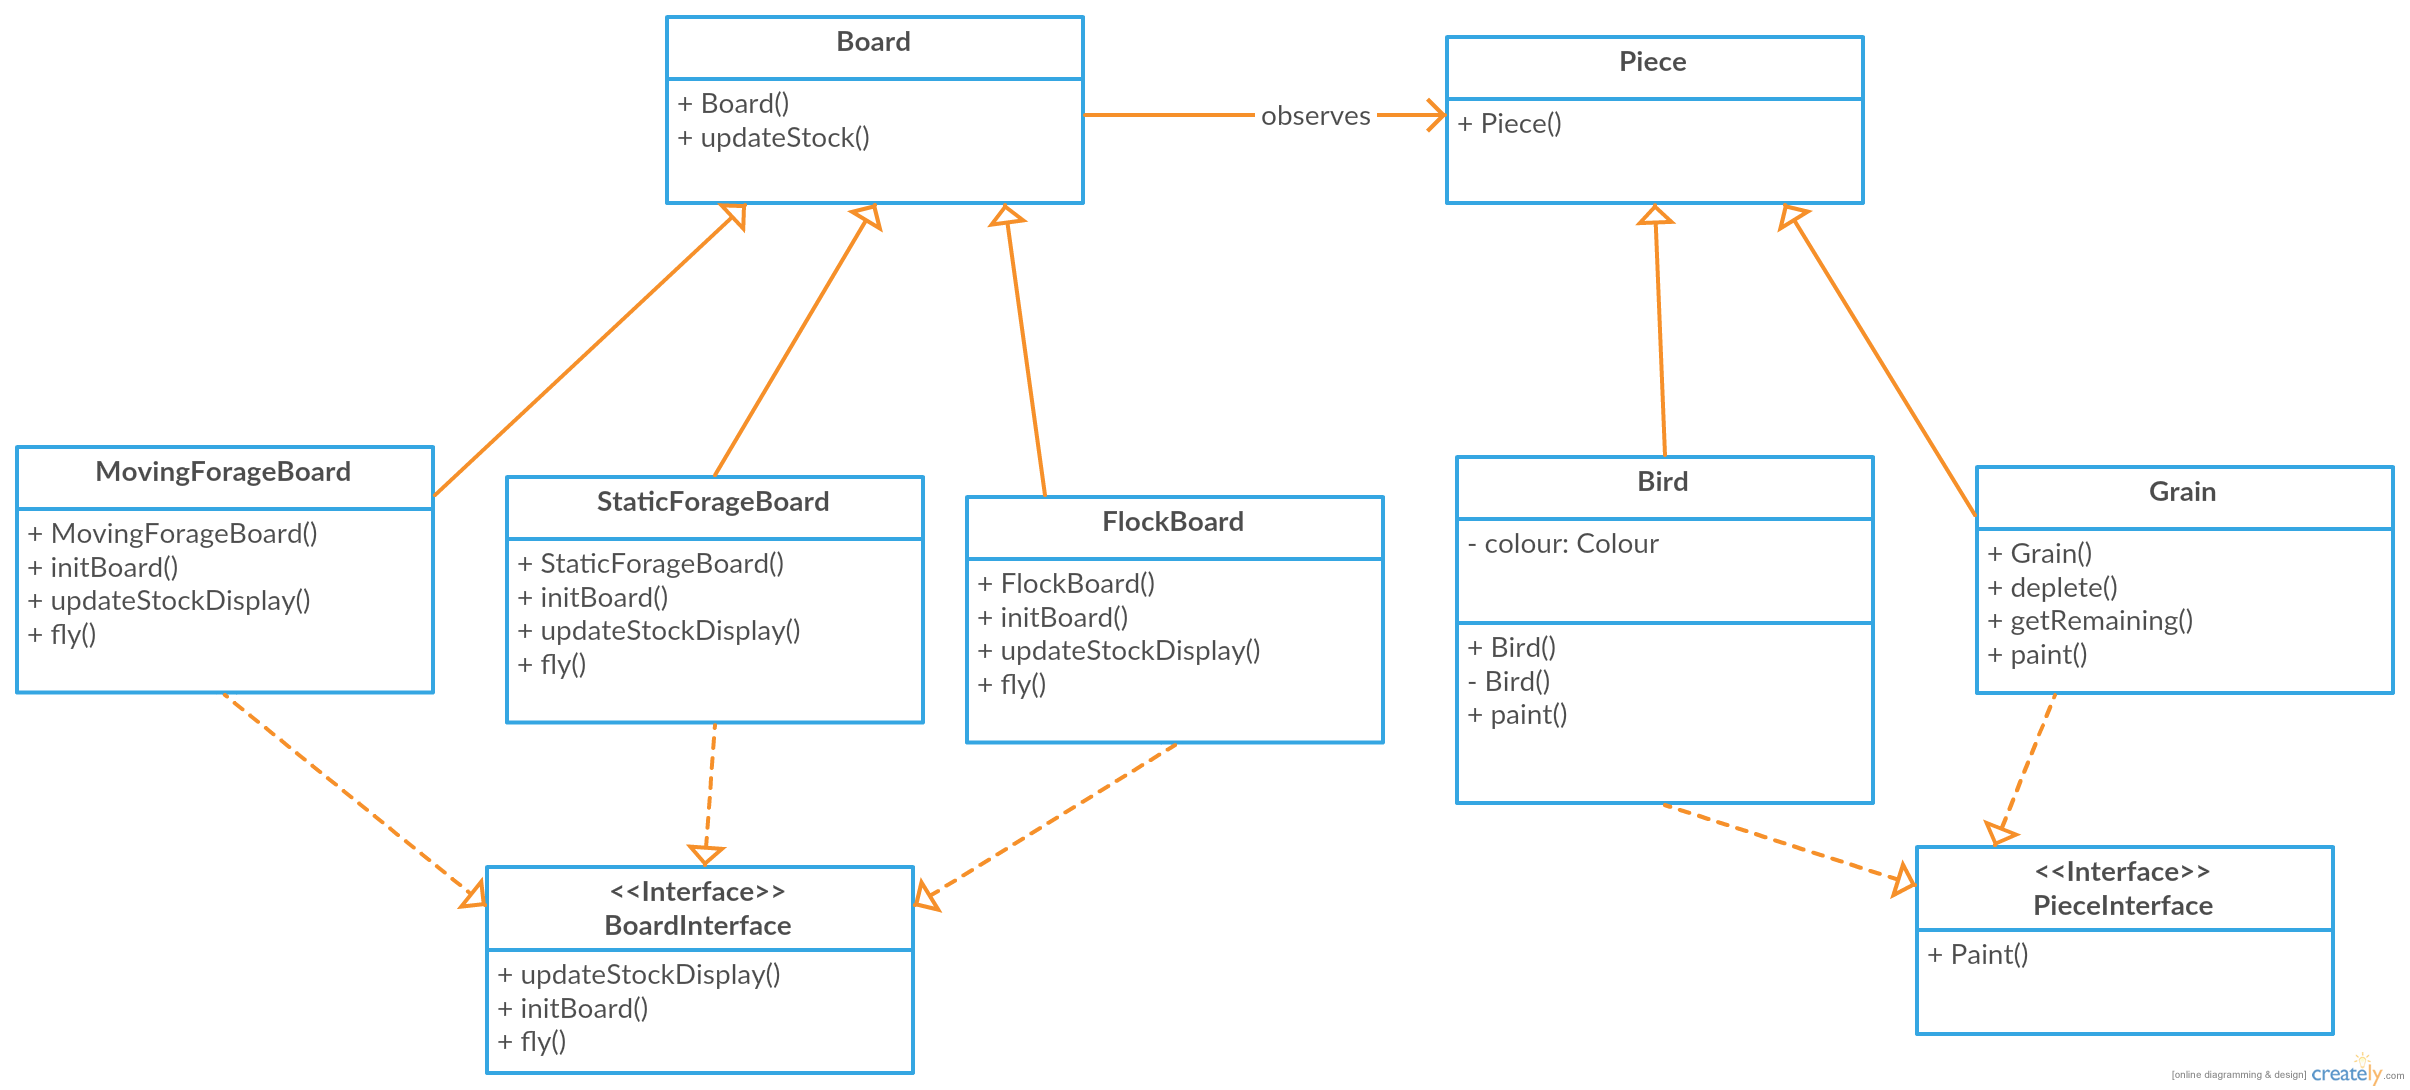 Board
+ Board()
+ updateStock()
observes
Piece
+ Piece()
MovingForageBoard
+ MovingForageBoard()
+ initBoard()
+ updateStockDisplay()
+ fly()
StaticForageBoard
+ StaticForageBoard()
+ initBoard()
+ updateStockDisplay()
+ fly()
FlockBoard
+ FlockBoard()
+ initBoard()
+ updateStockDisplay()
+ fly()
Bird
- colour: Colour
+ Bird()
- Bird()
+ paint()
Grain
+ Grain()
+ deplete()
+ getRemaining()
+ paint()
<<Interface>>
BoardInterface
+ updateStockDisplay()
+ initBoard()
+ fly()
<<Interface>>
PieceInterface
+ Paint()
[online diagramming & design] creately.com